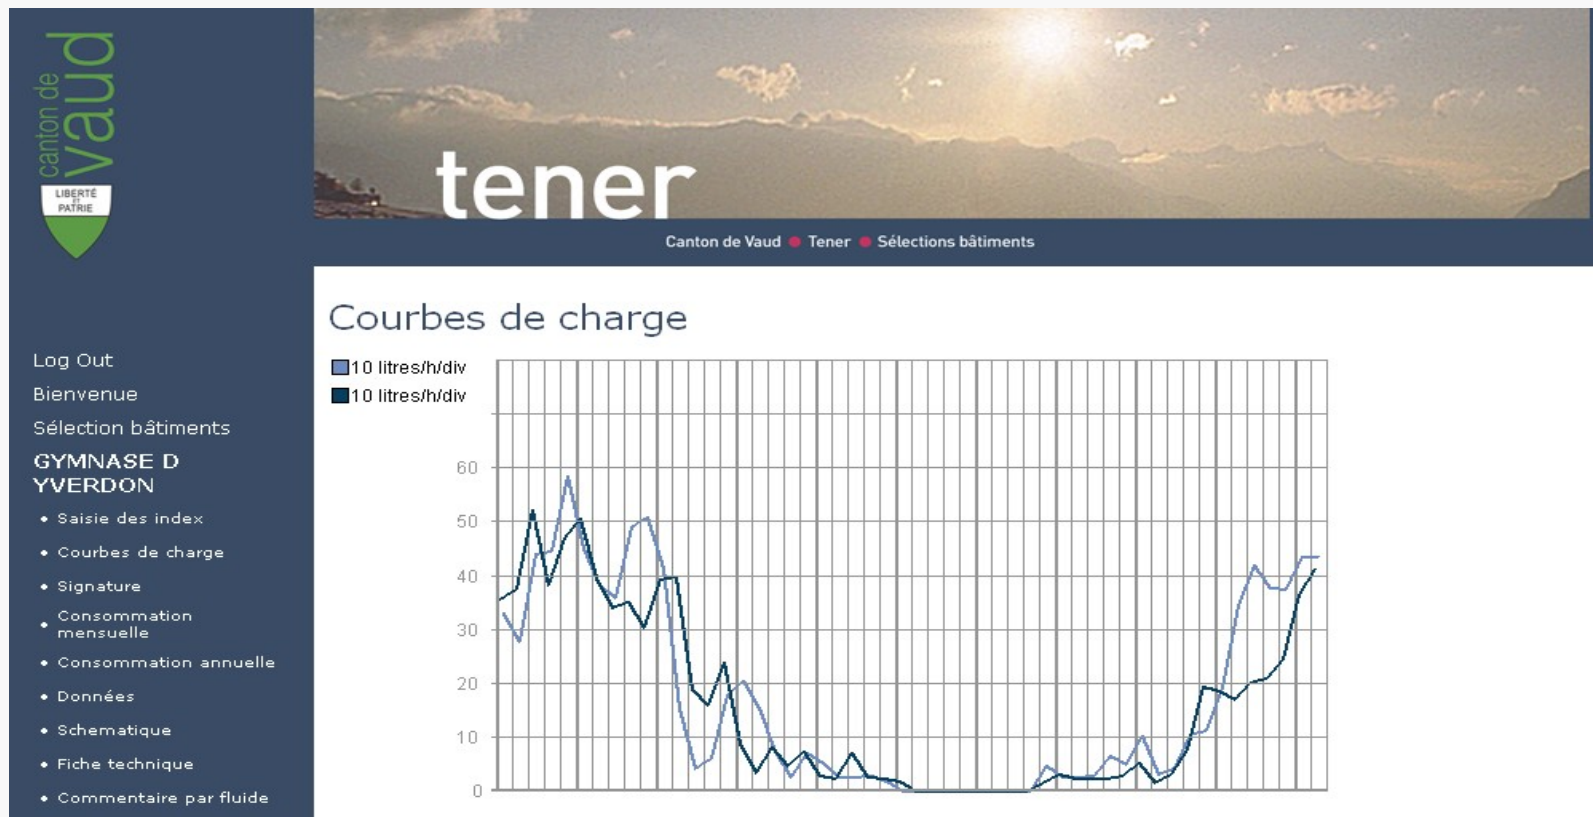 canton de
vaud
LIBERTÉ
ET
PATRIE
tener
Canton de Vaud ● Tener ● Sélections bâtiments
Log Out
Bienvenue
Sélection bâtiments
GYMNASE D
YVERDON
• Saisie des index
• Courbes de charge
• Signature
• Consommation
mensuelle
• Consommation annuelle
• Données
• Schematique
• Fiche technique
• Commentaire par fluide
Courbes de charge
10 litres/h/div
10 litres/h/div
60
50
40
30
20
10
0